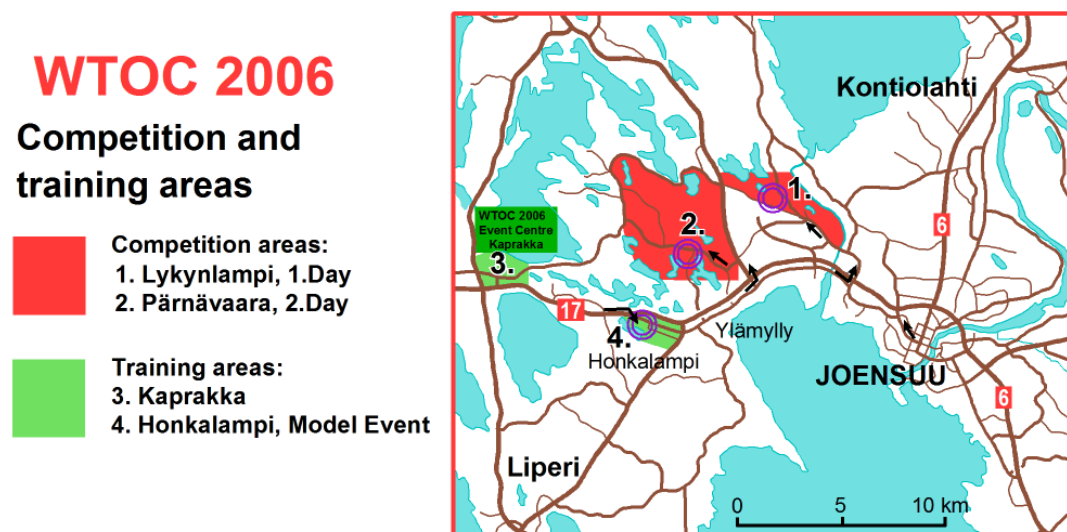 WTOC 2006
Competition and
training areas
Competition areas:
1. Lykynlampi, 1.Day
2. Pärnävaara, 2.Day
Training areas:
3. Kaprakka
4. Honkalampi, Model Event
Kontiolahti
1.
WTOC 2006
Event Centre
Kaprakka
2.
6
3.
17
4.
Ylämylly
Honkalampi
JOENSUU
6
Liperi
0 5 10 km